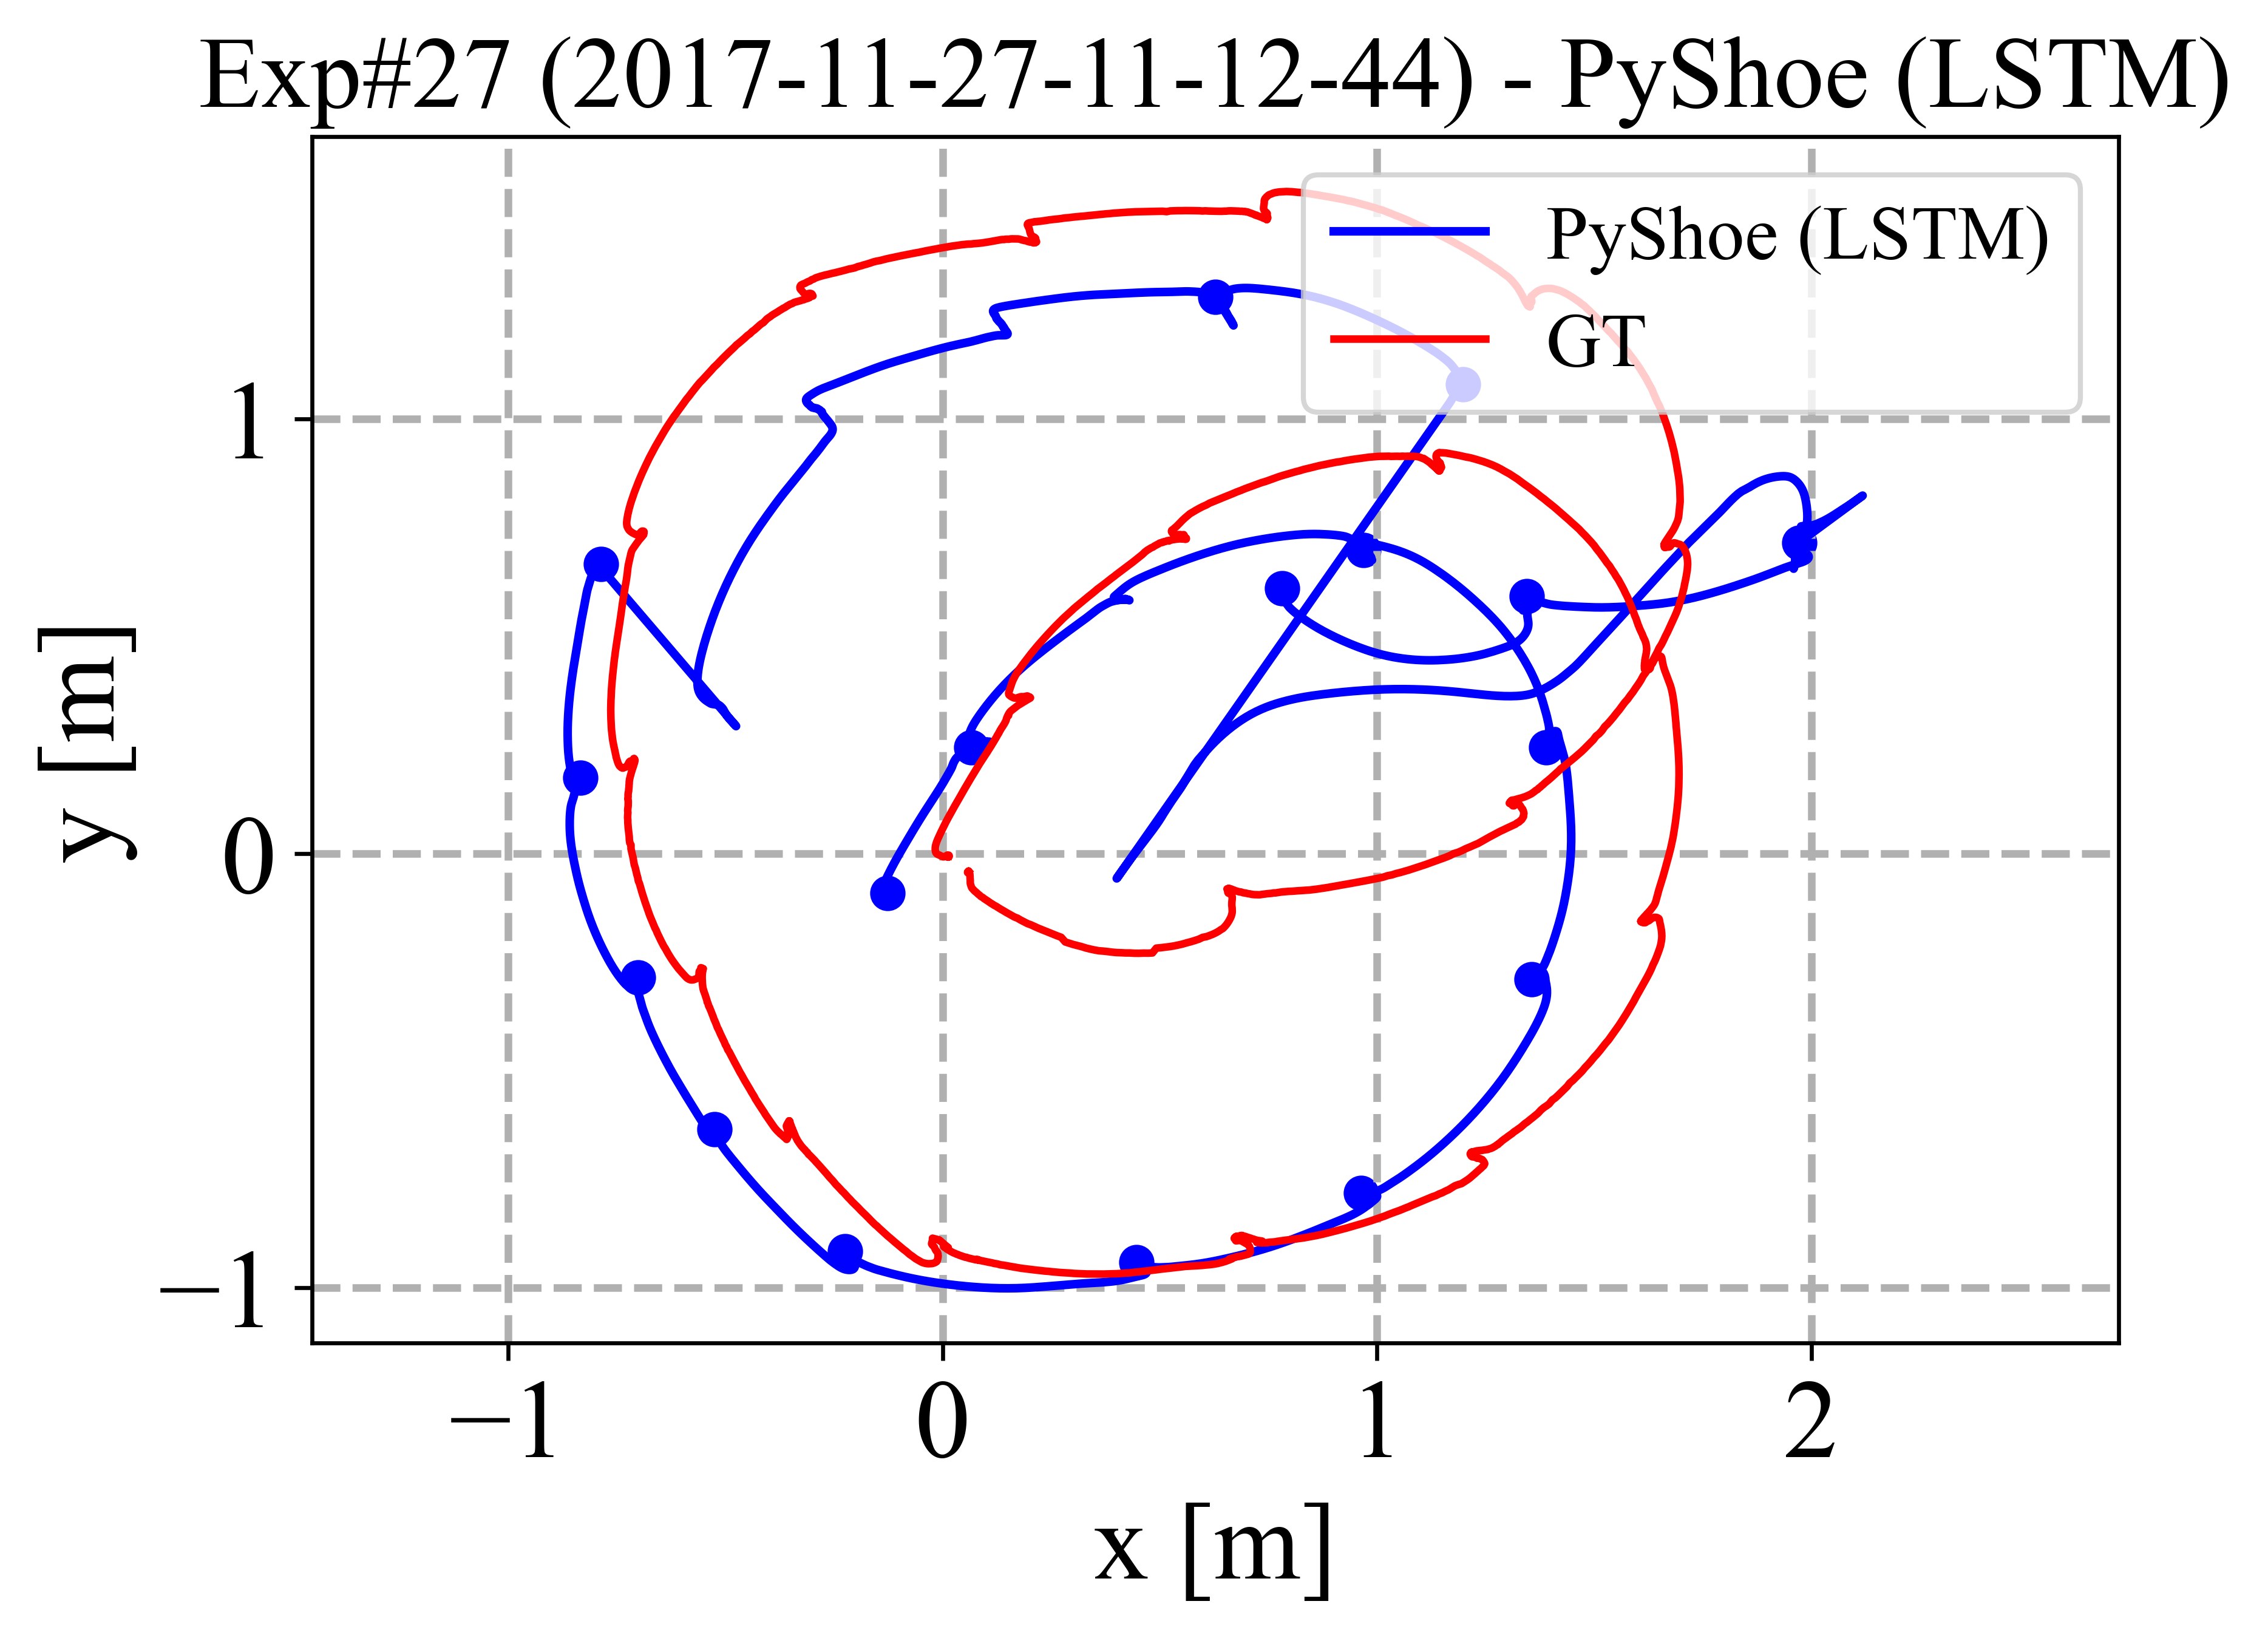 Exp#27 (2017-11-27-11-12-44) - PyShoe (LSTM)
PyShoe (LSTM)
GT
y [m]
1
0
−1
−1
0
1
2
x [m]